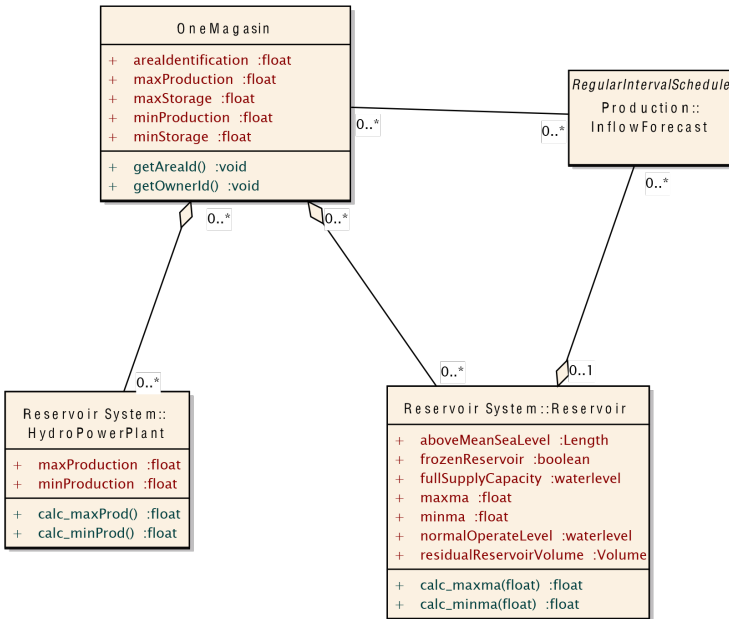 OneMagasin
+ areaIdentification :float
+ maxProduction :float
+ maxStorage :float
+ minProduction :float
+ minStorage :float
+ getAreaId() :void
+ getOwnerId() :void
RegularIntervalSchedule
Production::
InflowForecast
0..*
0..*
0..*
0..*
0..*
0..*
0..*
0..1
Reservoir System::
HydroPowerPlant
+ maxProduction :float
+ minProduction :float
+ calc_maxProd() :float
+ calc_minProd() :float
Reservoir System::Reservoir
+ aboveMeanSeaLevel :Length
+ frozenReservoir :boolean
+ fullSupplyCapacity :waterlevel
+ maxma :float
+ minma :float
+ normalOperateLevel :waterlevel
+ residualReservoirVolume :Volume
+ calc_maxma(float) :float
+ calc_minma(float) :float